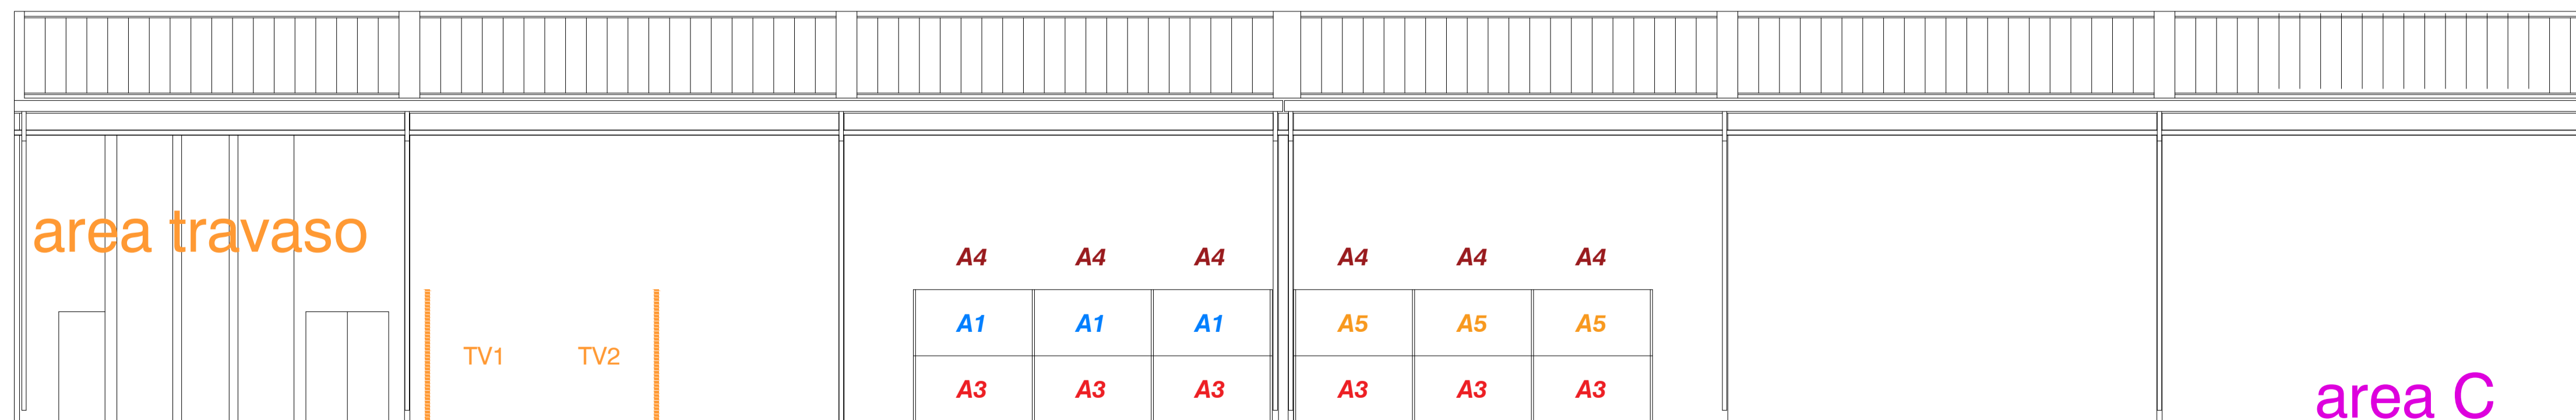 area travaso
A4 A4 A4 A4 A4 A4
A1 A1 A1 A5 A5 A5
TV1 TV2
A3 A3 A3 A3 A3 A3
area C